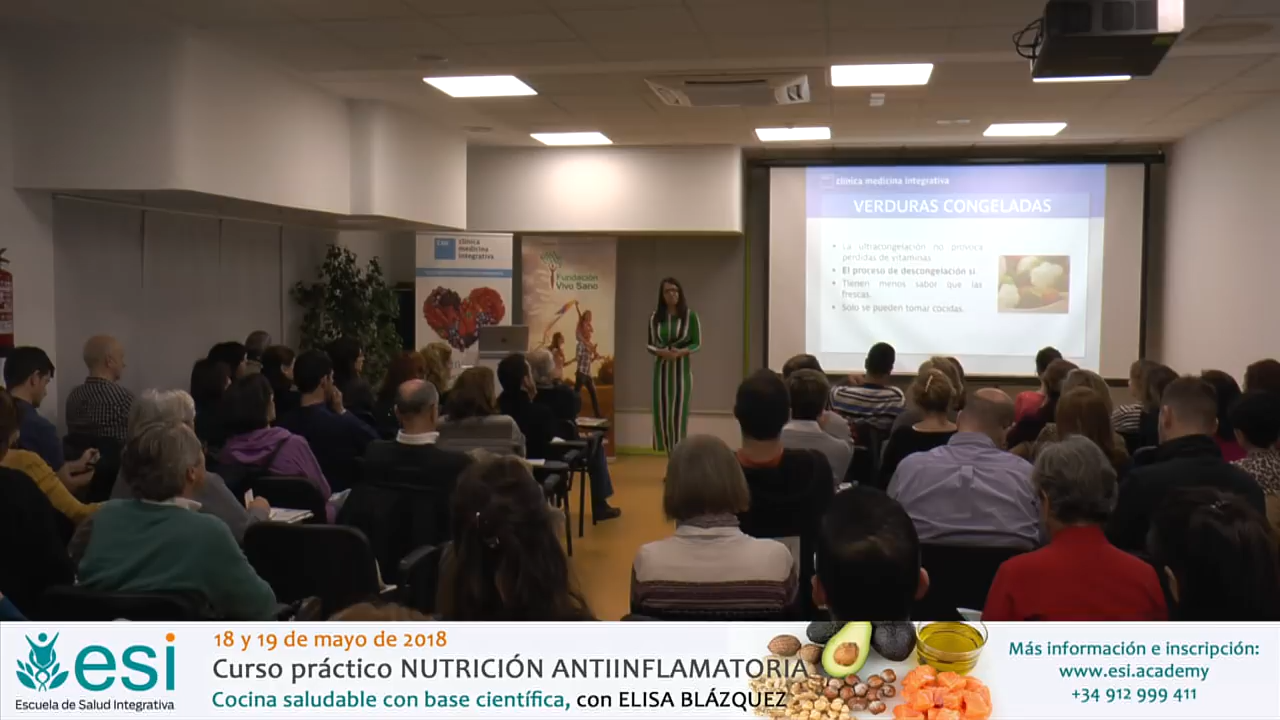 clínica medicina integrativa
VERDURAS CONGELADAS
• La ultracongelación no provoca
pérdidas de vitaminas
• El proceso de descongelación si.
• Tienen menos sabor que las
frescas.
• Solo se pueden tomar cocidas.
clínica
medicina
integrativa
Fundación
Vivo Sano
esi
Escuela de Salud Integrativa
18 y 19 de mayo de 2018
Curso práctico NUTRICIÓN ANTIINFLAMATORIA
Cocina saludable con base científica, con ELISA BLÁZQUEZ
Más información e inscripción:
www.esi.academy
+34 912 999 411